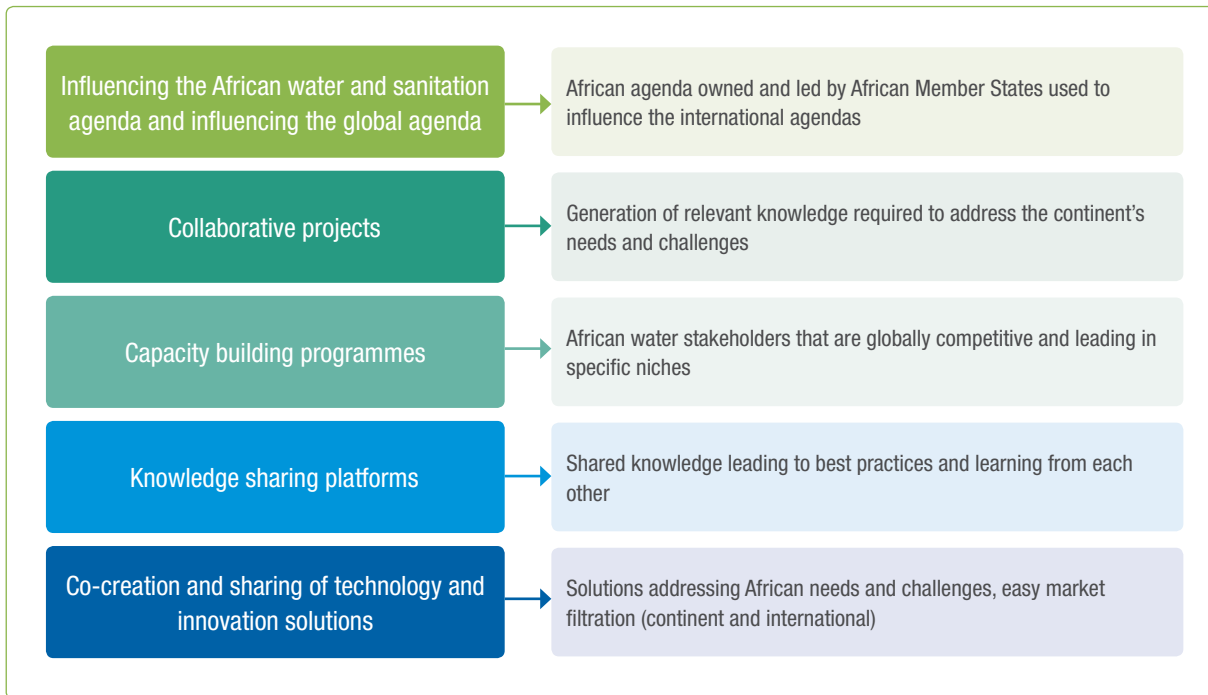 Influencing the African water and sanitation
agenda and influencing the global agenda
African agenda owned and led by African Member States used to
influence the international agendas
Collaborative projects
Generation of relevant knowledge required to address the continent's
needs and challenges
Capacity building programmes
African water stakeholders that are globally competitive and leading in
specific niches
Knowledge sharing platforms
Shared knowledge leading to best practices and learning from each
other
Co-creation and sharing of technology and
innovation solutions
Solutions addressing African needs and challenges, easy market
filtration (continent and international)